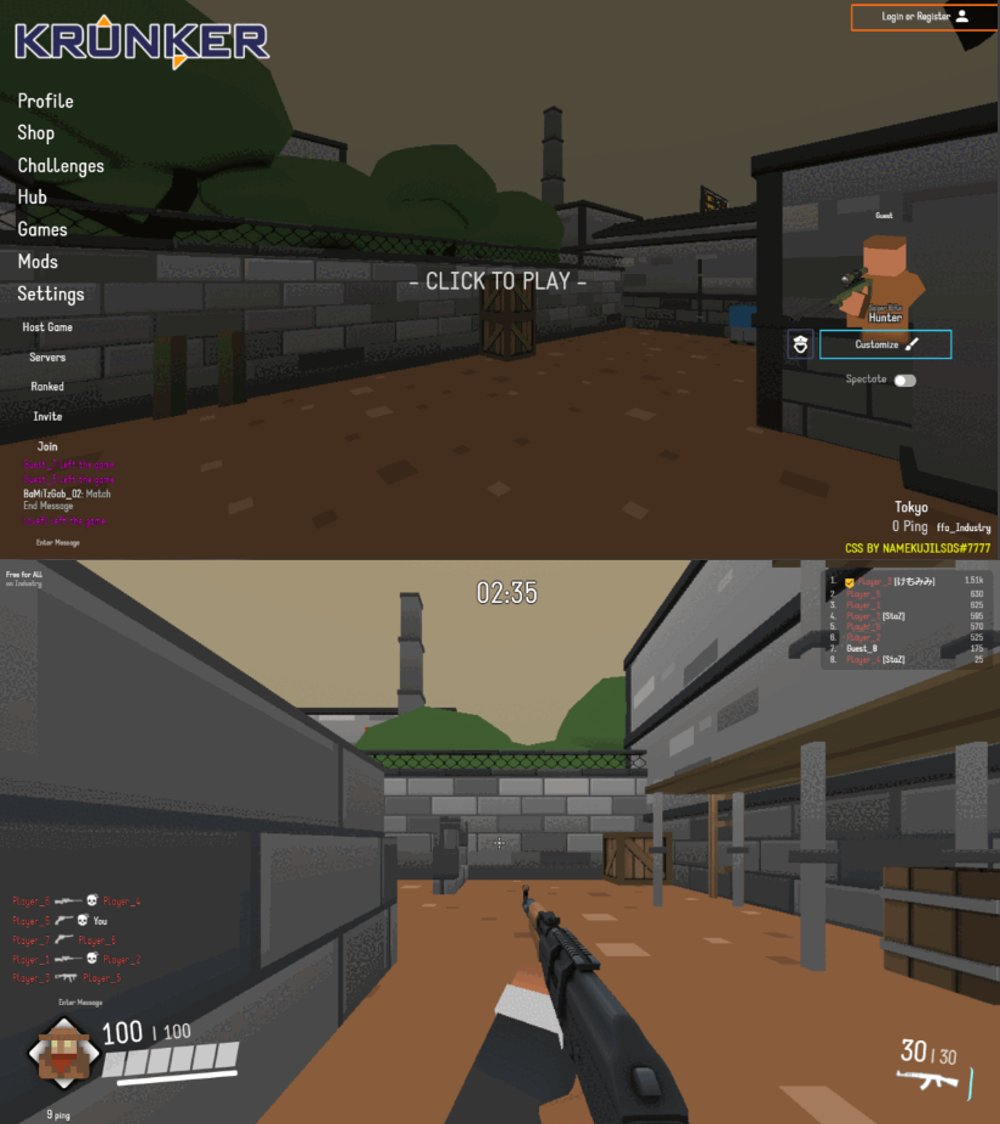 KRUNKER
Login or Register
Profile
Shop
Challenges
Hub
Games
Mods
Settings
Host Game
Servers
Ranked
Invite
Join
left the game
left the game
BaMiTzGob_02: Match
End Message
left the game
Enter Message
- CLICK TO PLAY -
Guest
Sniper Rifle
Hunter
Customize
Spectate
Tokyo
0 Ping ffa_Industry
CSS BY NAMEKUJILSDS#7777
Free for ALL
on Industry
02:35
1. Player_3 [けもみみ] 1.51k
2. Player_5 630
3. Player_1 625
4. Player_7 [StaZ] 585
5. 570
6. Player_2 525
7. Guest_8 175
8. Player_4 [StaZ] 25
Player_6 Player_4
Player_5 You
Player_7 Player_6
Player_1 Player_2
Player_3 Player_5
Enter Message
100 | 100
9 ping
30 | 30